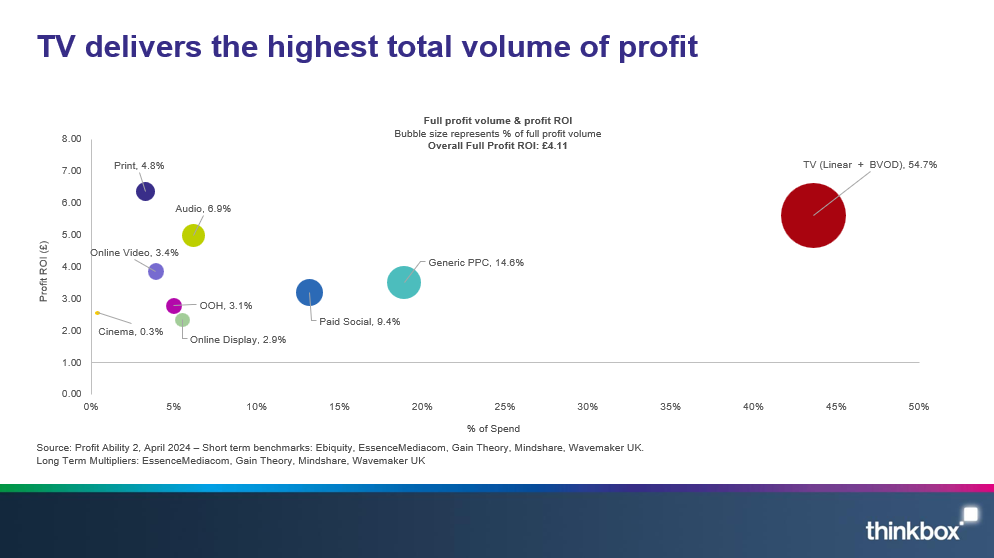 TV delivers the highest total volume of profit
Full profit volume & profit ROI
Bubble size represents % of full profit volume
Overall Full Profit ROI: £4.11
8.00
7.00
6.00
5.00
4.00
3.00
2.00
1.00
0.00
Profit ROI (£)
Print, 4.8%
Audio, 6.9%
Online Video, 3.4%
OOH, 3.1%
Cinema, 0.3%
Online Display, 2.9%
Paid Social, 9.4%
Generic PPC, 14.6%
TV (Linear + BVOD), 54.7%
0%
5%
10%
15%
20%
25%
30%
35%
40%
45%
50%
% of Spend
Source: Profit Ability 2, April 2024 – Short term benchmarks: Ebiquity, EssenceMediacom, Gain Theory, Mindshare, Wavemaker UK.
Long Term Multipliers: EssenceMediacom, Gain Theory, Mindshare, Wavemaker UK
thinkbox